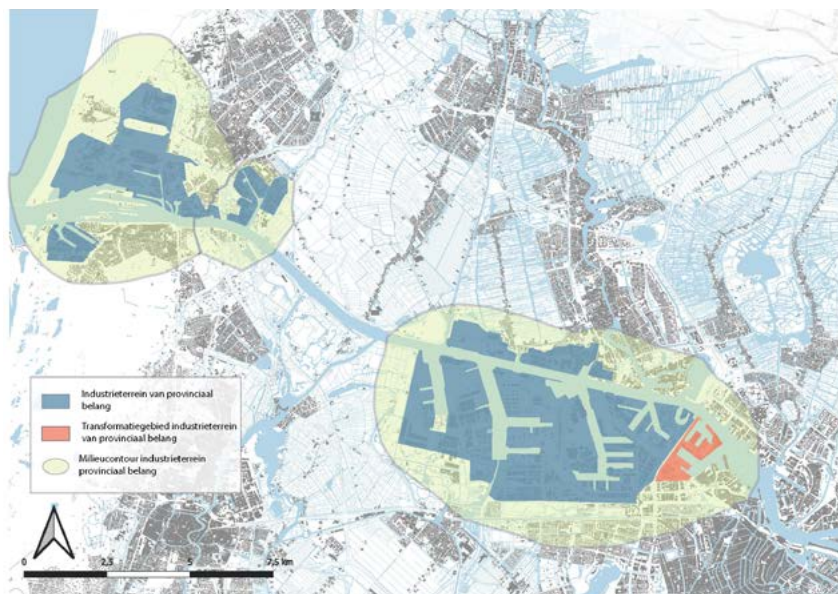 Industrieterrein van provinciaal
belang
Transformatiegebied industrieterrein
van provinciaal belang
Milieucontour industrieterrein
provinciaal belang
0 2,5 5 7,5 km